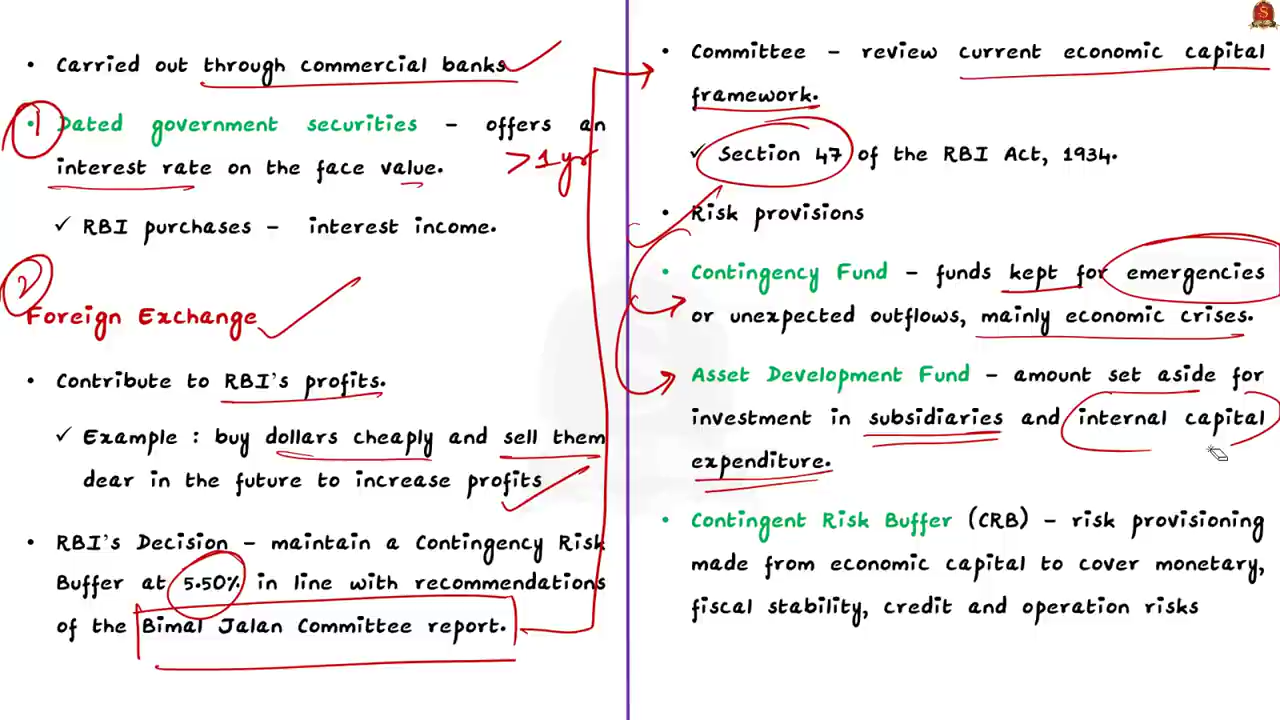 • Carried out through commercial banks
1
• Dated government securities – offers an
interest rate on the face value.
>1yr
✓ RBI purchases – interest income.
2
Foreign Exchange
• Contribute to RBI's profits.
✓ Example : buy dollars cheaply and sell them
dear in the future to increase profits
• RBI's Decision – maintain a Contingency Risk
Buffer at 5.50% in line with recommendations
of the Bimal Jalan Committee report.
• Committee – review current economic capital
framework.
✓ Section 47 of the RBI Act, 1934.
• Risk provisions
• Contingency Fund – funds kept for emergencies
or unexpected outflows, mainly economic crises.
Asset Development Fund – amount set aside for
investment in subsidiaries and internal capital
expenditure.
• Contingent Risk Buffer (CRB) – risk provisioning
made from economic capital to cover monetary,
fiscal stability, credit and operation risks